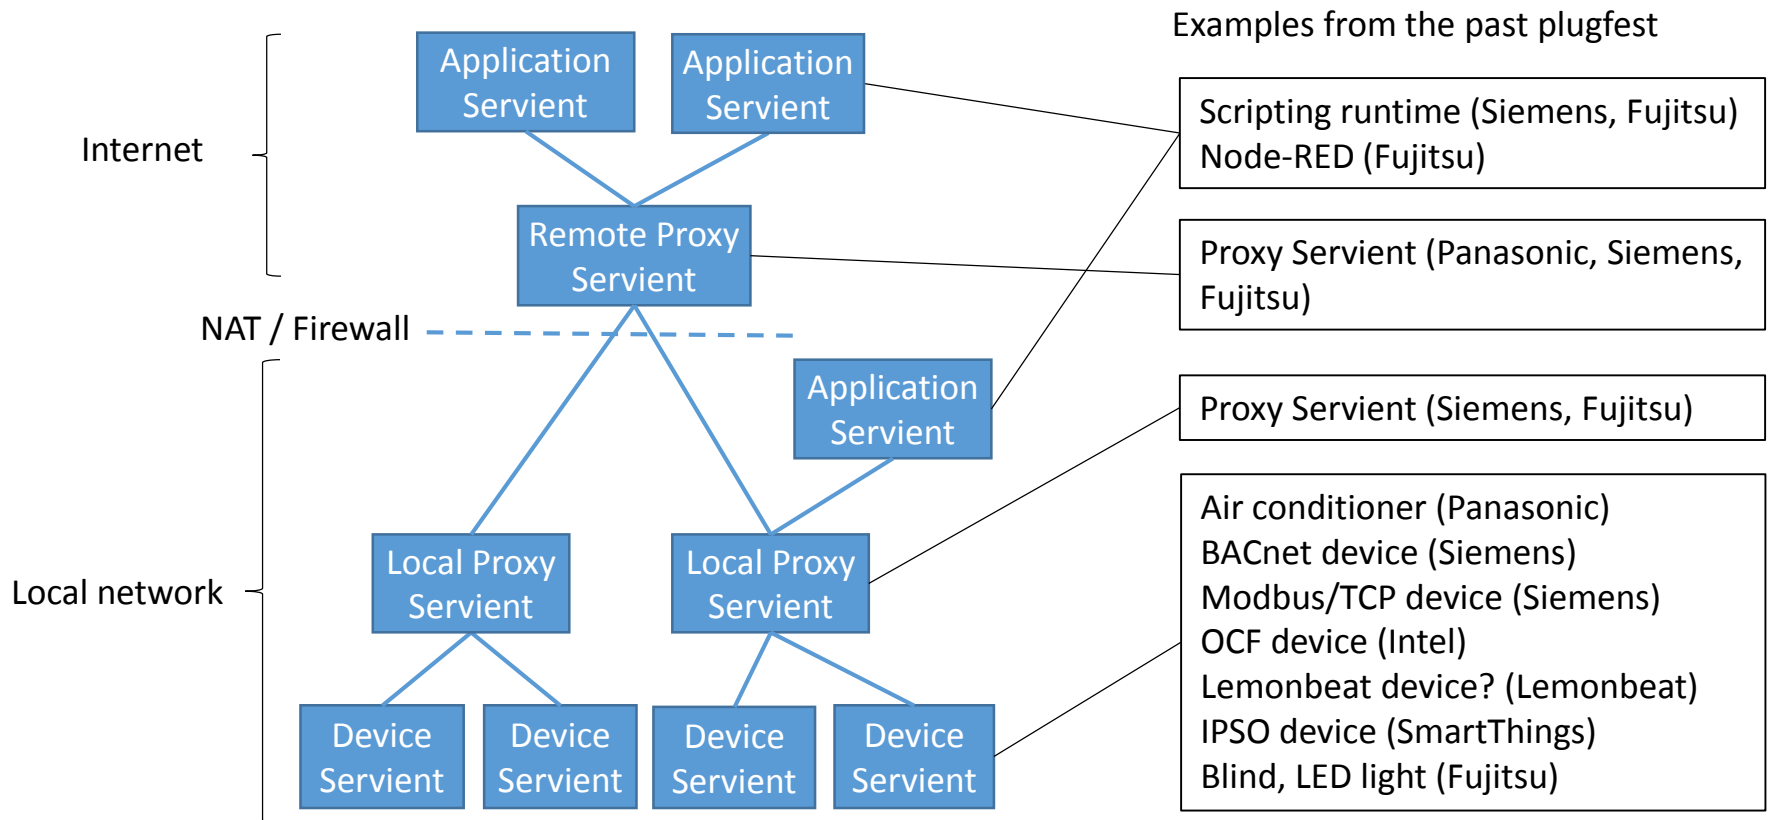 Examples from the past plugfest
Application
Servient
Application
Servient
Scripting runtime (Siemens, Fujitsu)
Node-RED (Fujitsu)
Internet
Remote Proxy
Servient
Proxy Servient (Panasonic, Siemens,
Fujitsu)
NAT / Firewall
Application
Servient
Proxy Servient (Siemens, Fujitsu)
Local network
Local Proxy
Servient
Local Proxy
Servient
Air conditioner (Panasonic)
BACnet device (Siemens)
Modbus/TCP device (Siemens)
OCF device (Intel)
Lemonbeat device? (Lemonbeat)
IPSO device (SmartThings)
Blind, LED light (Fujitsu)
Device
Servient
Device
Servient
Device
Servient
Device
Servient